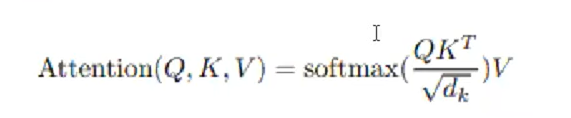 Attention(Q, K, V) = softmax(QK^T / √d_k)V